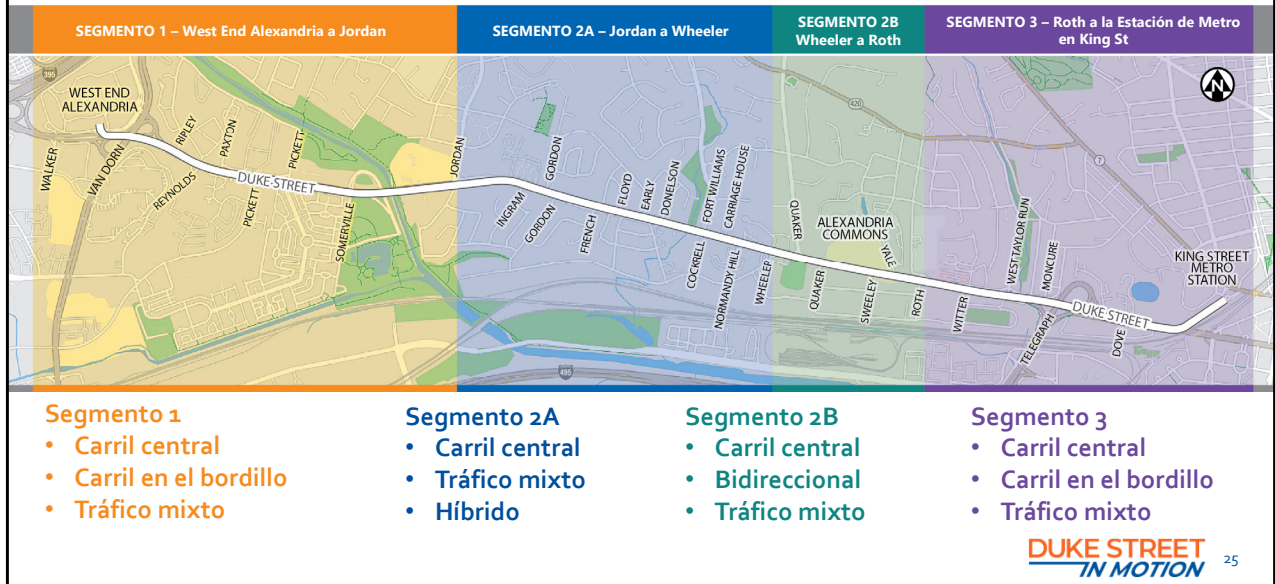 SEGMENTO 1 – West End Alexandria a Jordan
SEGMENTO 2A – Jordan a Wheeler
SEGMENTO 2B
Wheeler a Roth
SEGMENTO 3 – Roth a la Estación de Metro
en King St
395
WEST END
ALEXANDRIA
WALKER
VAN DORN
RIPLEY
REYNOLDS
PAXTON
PICKETT
DUKE STREET
PICKETT
SOMERVILLE
JORDAN
INGRAM
GORDON
GORDON
FRENCH
FLOYD
EARLY
DONELSON
FORT WILLIAMS
CARRIAGE HOUSE
COCKRELL
NORMANDY HILL
WHEELER
495
420
QUAKER
ALEXANDRIA
COMMONS
YALE
QUAKER
SWEELEY
ROTH
7
WITTER
WEST TAYLOR RUN
MONCURE
TELEGRAPH
DUKE STREET
DOVE
KING STREET
METRO
STATION
N
Segmento 1
• Carril central
• Carril en el bordillo
• Tráfico mixto
Segmento 2A
• Carril central
• Tráfico mixto
• Híbrido
Segmento 2B
• Carril central
• Bidireccional
• Tráfico mixto
Segmento 3
• Carril central
• Carril en el bordillo
• Tráfico mixto
DUKE STREET
IN MOTION
25